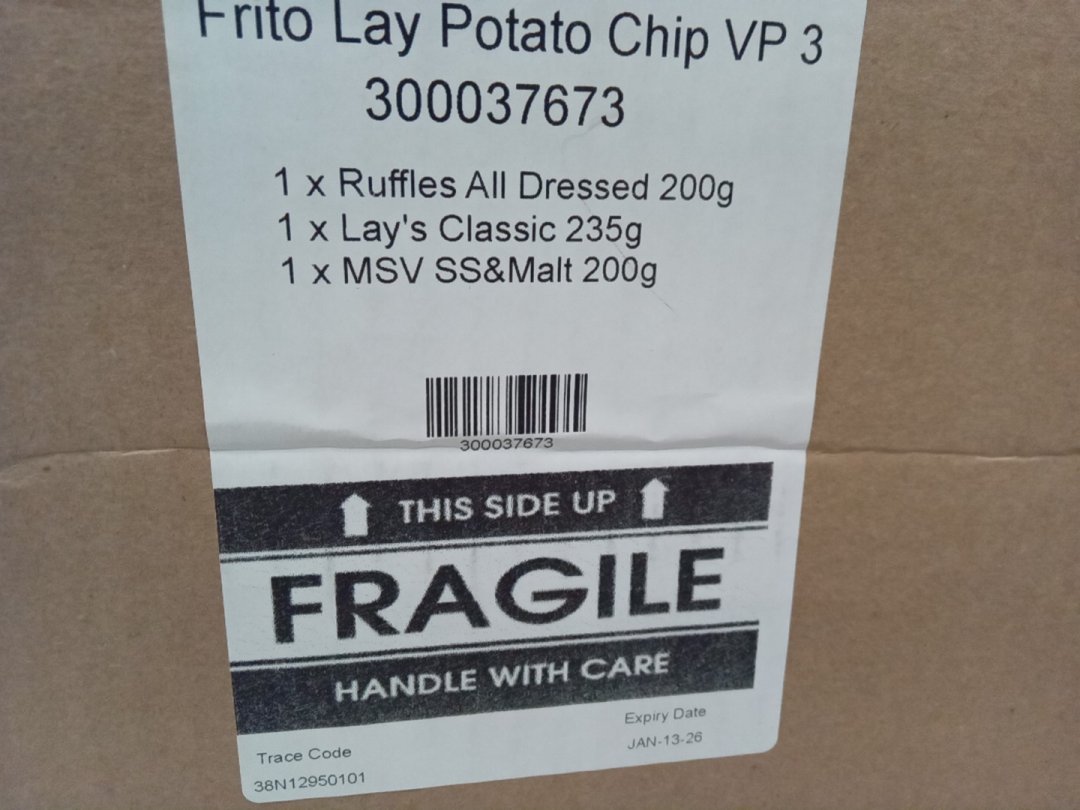 Frito Lay Potato Chip VP 3
300037673
1 x Ruffles All Dressed 200g
1 x Lay's Classic 235g
1 x MSV SS&Malt 200g
300037673
THIS SIDE UP
FRAGILE
HANDLE WITH CARE
Trace Code
38N12950101
Expiry Date
JAN-13-26